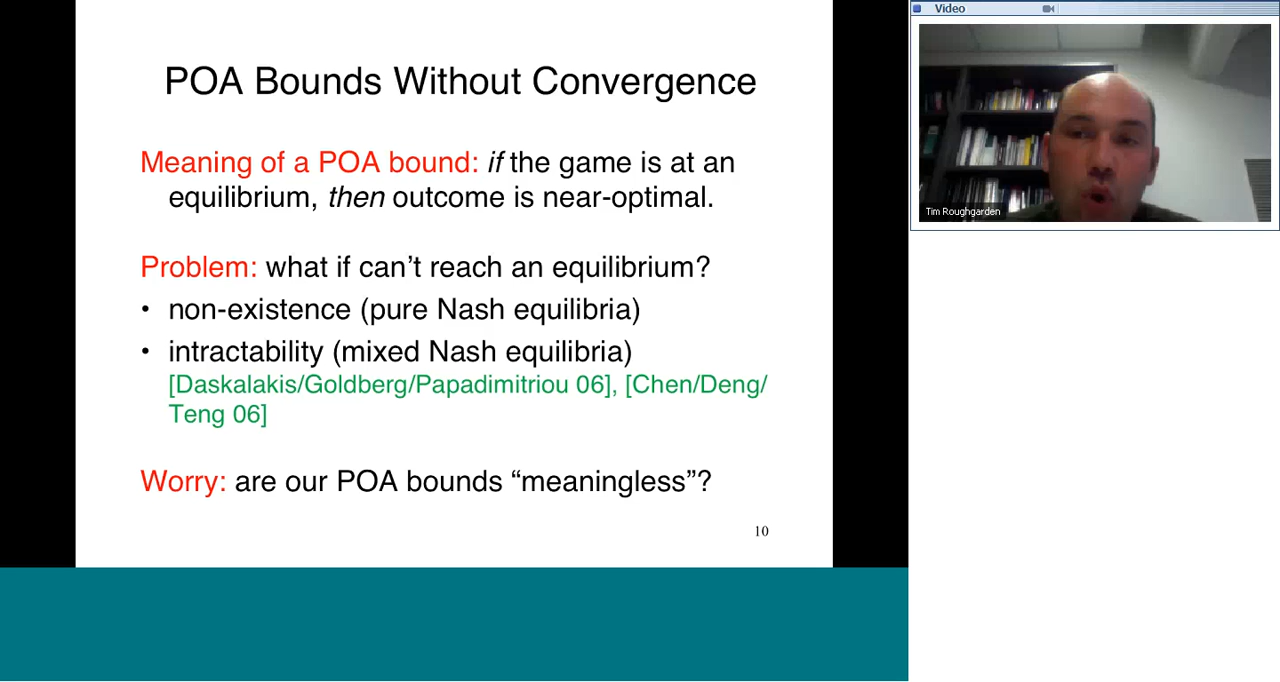 POA Bounds Without Convergence
Meaning of a POA bound: if the game is at an
equilibrium, then outcome is near-optimal.
Problem: what if can’t reach an equilibrium?
• non-existence (pure Nash equilibria)
• intractability (mixed Nash equilibria)
[Daskalakis/Goldberg/Papadimitriou 06], [Chen/Deng/
Teng 06]
Worry: are our POA bounds “meaningless”?
10
Video
Tim Roughgarden